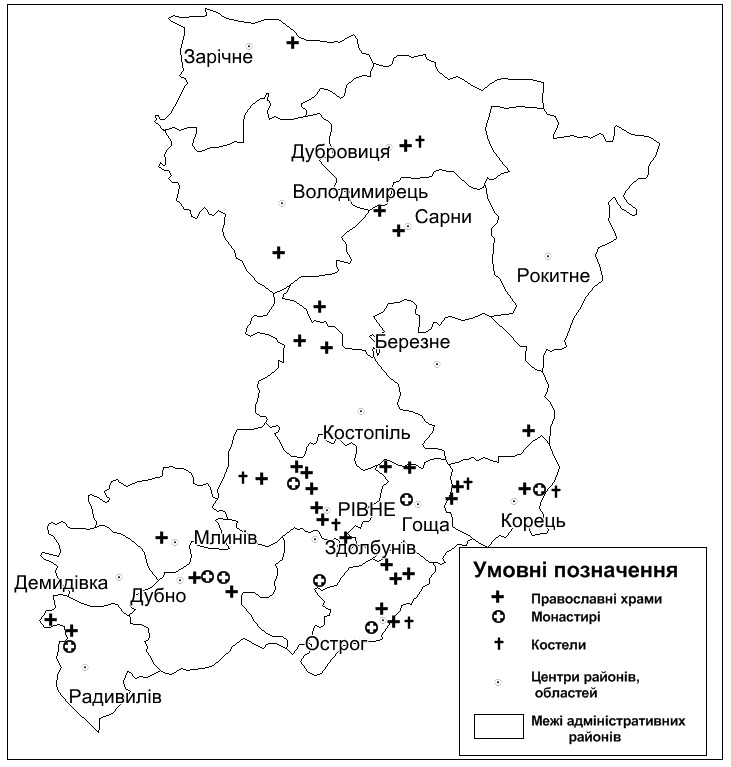 Зарічне
Дубровиця
Володимирець
Сарни
Рокитне
Березне
Костопіль
РІВНЕ
Гоща
Корець
Млинів
Здолбунів
Демидівка
Дубно
Острог
Радивилів
Умовні позначення
Православні храми
Монастирі
Костели
Центри районів,
областей
Межі адміністративних
районів